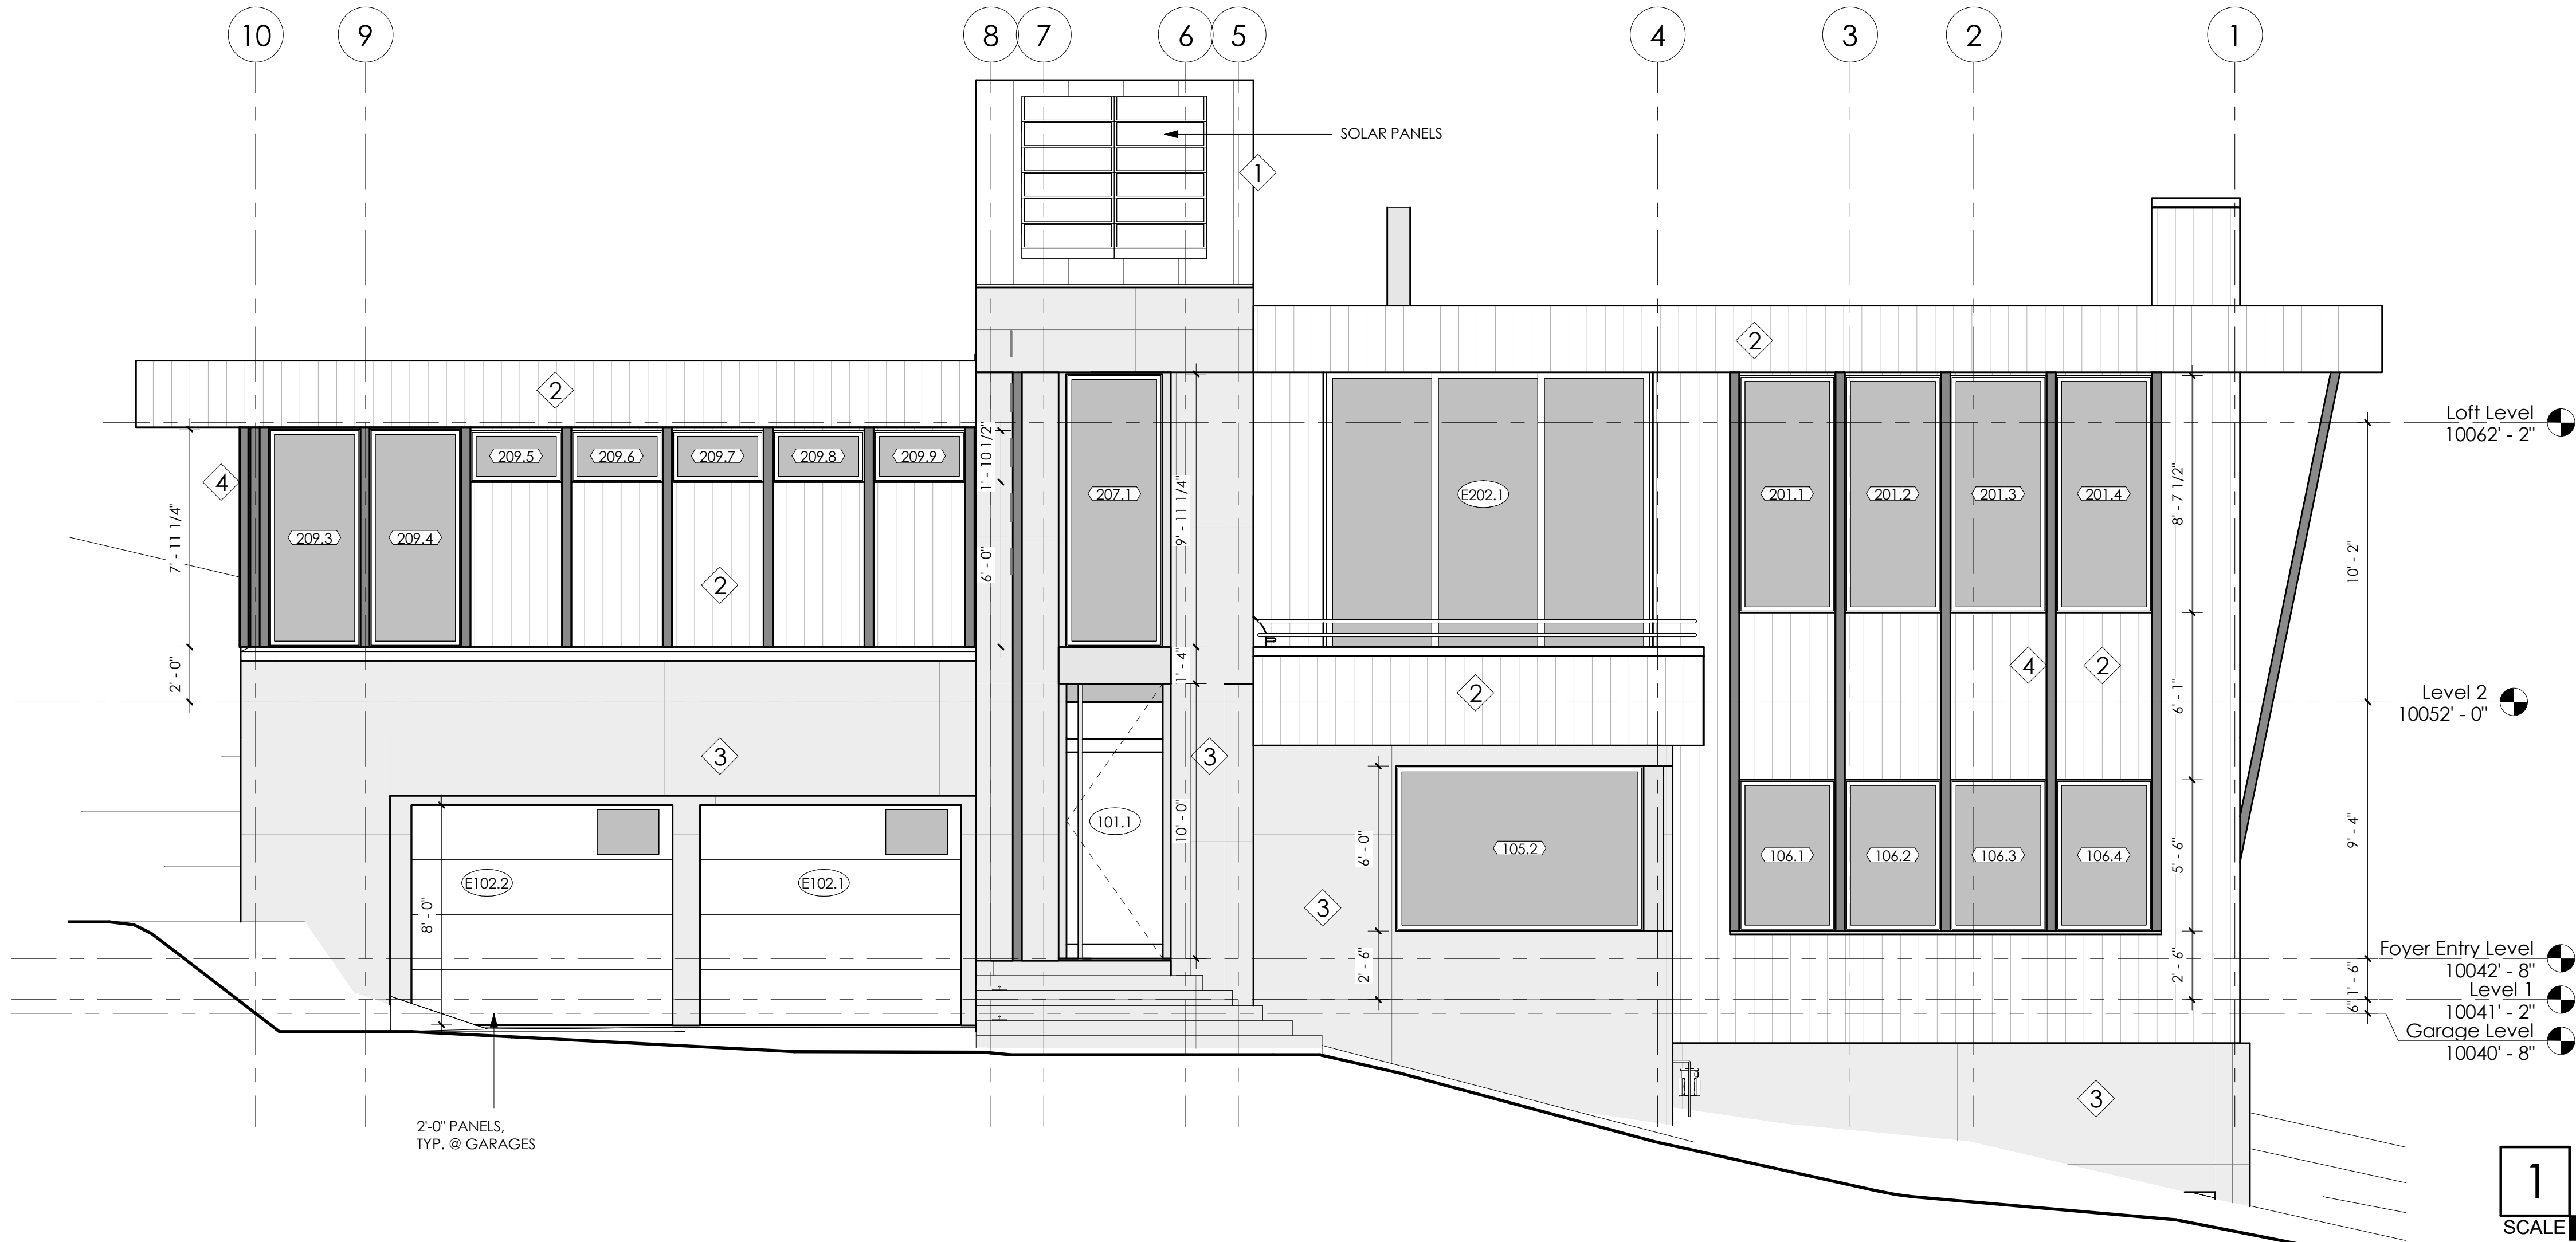 10
9
8
7
6
5
4
3
2
1
SOLAR PANELS
1
2
2
Loft Level
10062' - 2"
209.3
209.4
209.5
209.6
209.7
209.8
209.9
4
7' - 11 1/4"
2' - 0"
2
1' - 10 1/2"
6' - 0"
207.1
9' - 11 1/4"
1' - 4"
E202.1
201.1
201.2
201.3
201.4
8' - 7 1/2"
10' - 2"
4
2
2
6' - 1"
Level 2
10052' - 0"
3
3
101.1
10' - 0"
E102.2
E102.1
8' - 0"
105.2
6' - 0"
2' - 6"
3
106.1
106.2
106.3
106.4
5' - 6"
2' - 6"
9' - 4"
Foyer Entry Level
10042' - 8"
1' - 6"
Level 1
10041' - 2"
6"
Garage Level
10040' - 8"
3
2'-0" PANELS,
TYP. @ GARAGES
1
SCALE